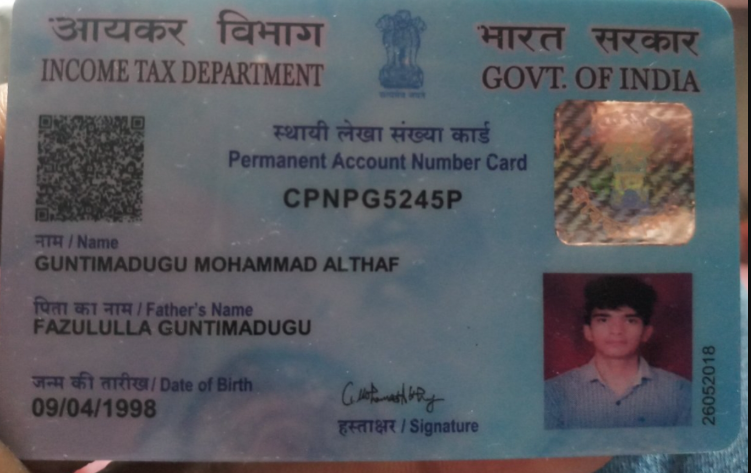 आयकर विभाग
INCOME TAX DEPARTMENT
भारत सरकार
GOVT. OF INDIA
स्थायी लेखा संख्या कार्ड
Permanent Account Number Card
CPNPG5245P
नाम / Name
GUNTIMADUGU MOHAMMAD ALTHAF
पिता का नाम / Father's Name
FAZULULLA GUNTIMADUGU
जन्म की तारीख / Date of Birth
09/04/1998
हस्ताक्षर / Signature
26052018